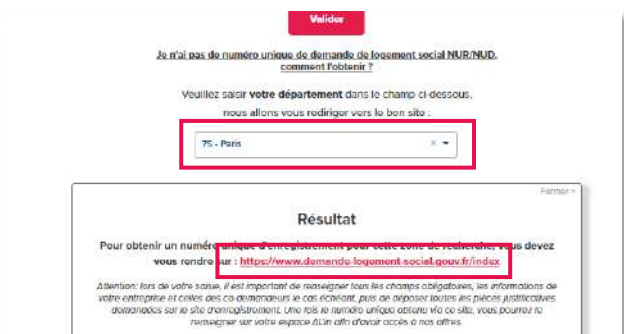 Valider
Je n'ai pas de numéro unique de demande de logement social NUR/NUD,
comment l'obtenir ?
Veuillez saisir votre département dans le champ ci-dessous,
nous allons vous rediriger vers le bon site :
75 - Paris × ▾
Fermer ×
Résultat
Pour obtenir un numéro unique d'enregistrement pour cette zone de recherche, vous devez
vous rendre sur : https://www.demande-logement-social.gouv.fr/index
Attention: lors de votre saisie, il est important de renseigner tous les champs obligatoires, les informations de
votre entreprise et celles des co-demandeurs le cas échéant, puis de déposer toutes les pièces justificatives
demandées sur le site d'enregistrement. Une fois le numéro unique obtenu via ce site, vous pourrez le
renseigner sur votre espace AL'in afin d'avoir accès à nos offres.